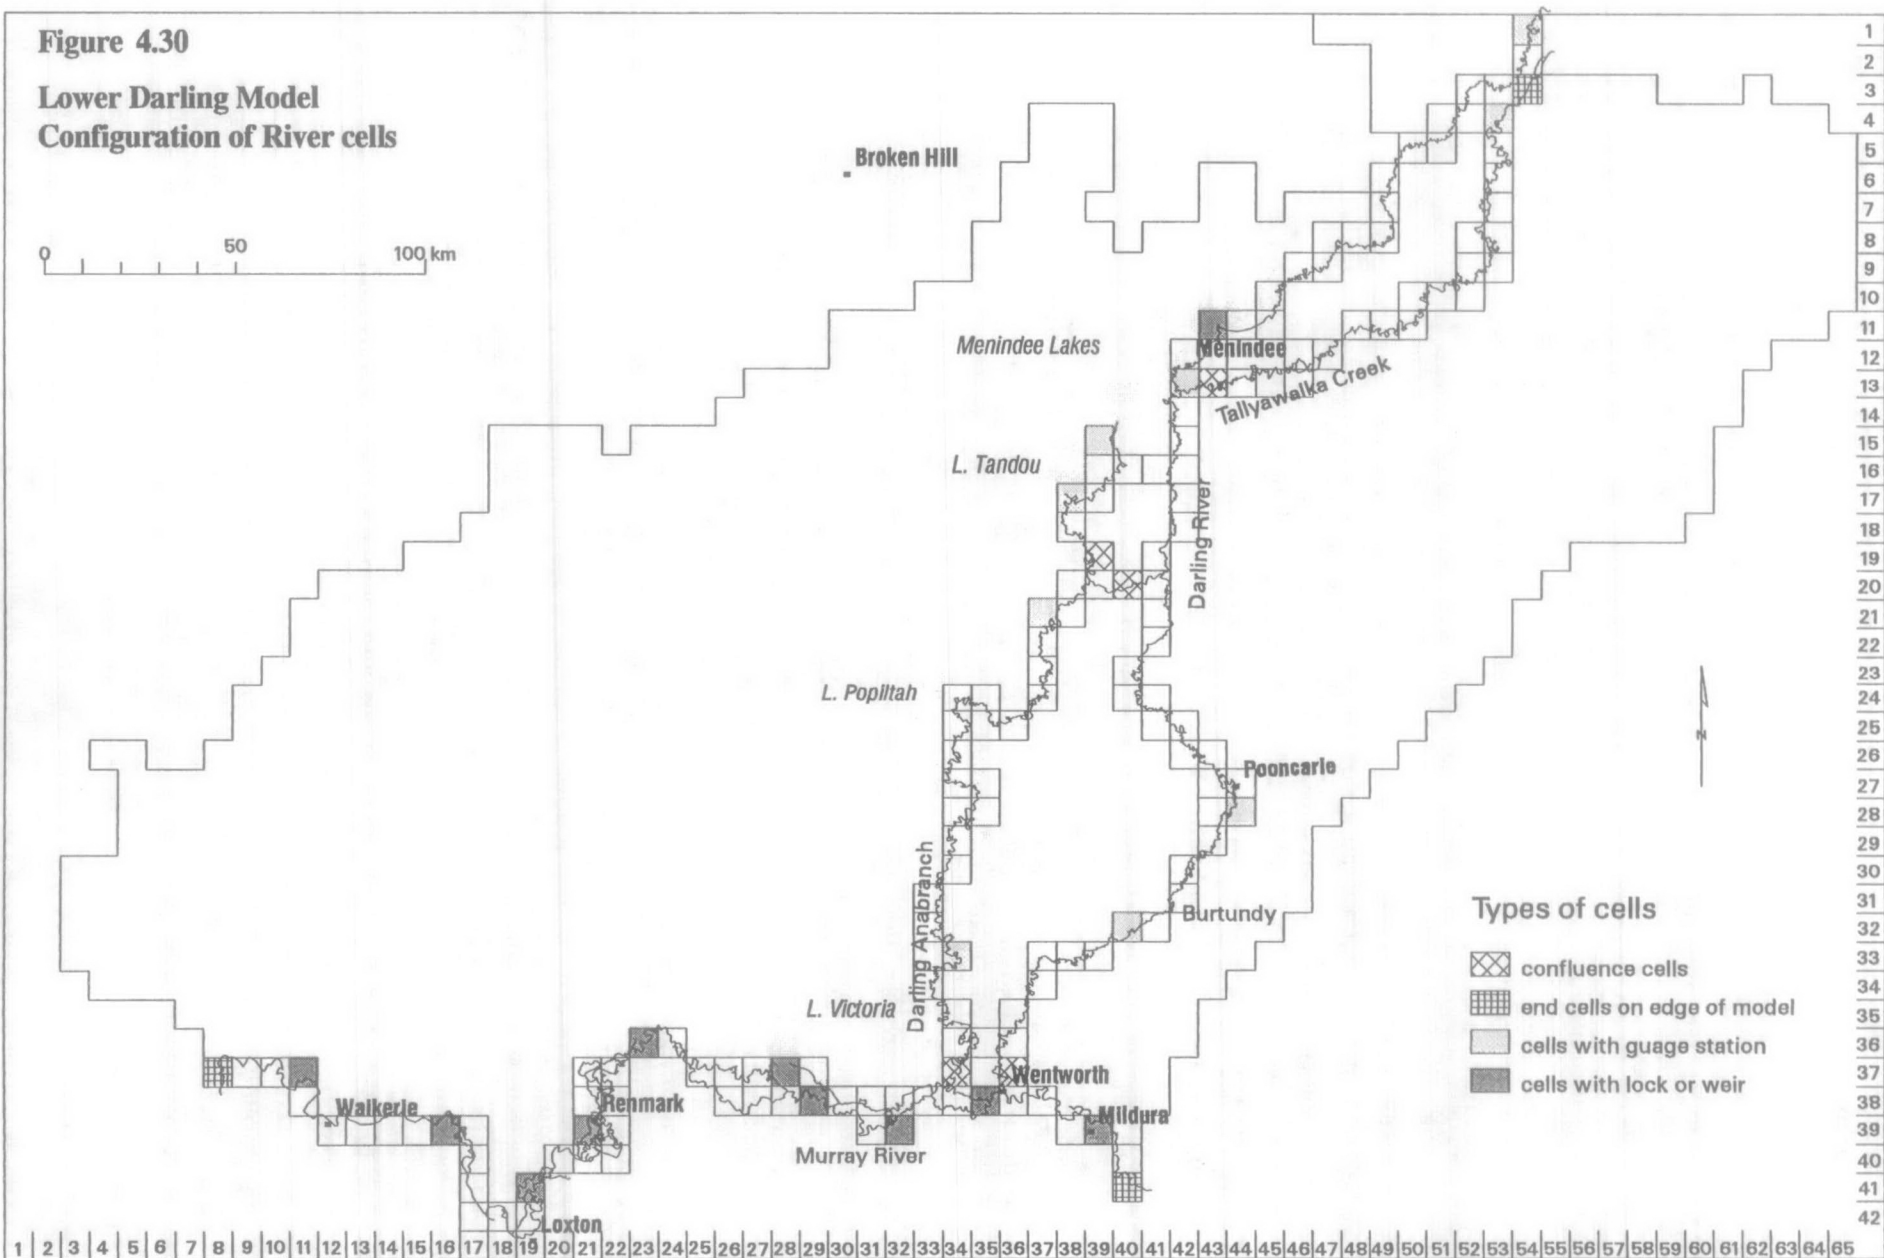 Figure 4.30
Lower Darling Model
Configuration of River cells
0 50 100 km
Broken Hill
Menindee Lakes
Menindee
Tallyawalka Creek
L. Tandou
Darling River
L. Popiltah
Pooncarie
N
Darling Anabranch
Burtundy
L. Victoria
Wentworth
Mildura
Renmark
Walkerie
Murray River
Loxton
Types of cells
confluence cells
end cells on edge of model
cells with guage station
cells with lock or weir
1
2
3
4
5
6
7
8
9
10
11
12
13
14
15
16
17
18
19
20
21
22
23
24
25
26
27
28
29
30
31
32
33
34
35
36
37
38
39
40
41
42
1 2 3 4 5 6 7 8 9 10 11 12 13 14 15 16 17 18 19 20 21 22 23 24 25 26 27 28 29 30 31 32 33 34 35 36 37 38 39 40 41 42 43 44 45 46 47 48 49 50 51 52 53 54 55 56 57 58 59 60 61 62 63 64 65